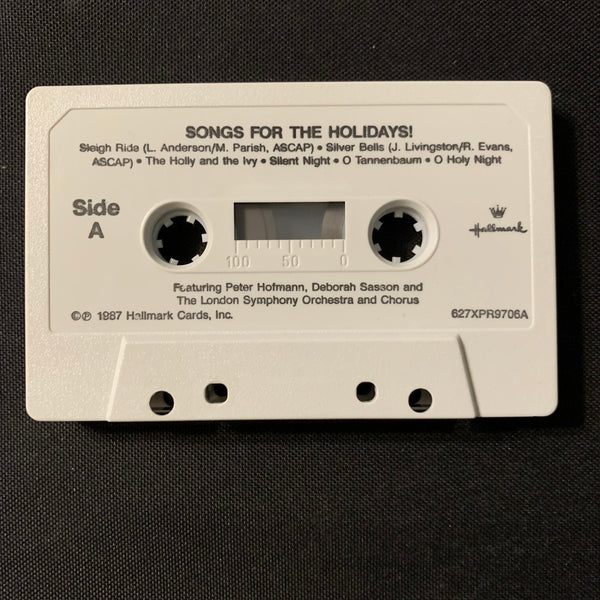 SONGS FOR THE HOLIDAYS!
Sleigh Ride (L. Anderson/M. Parish, ASCAP) • Silver Bells (J. Livingston/R. Evans,
ASCAP) • The Holly and the Ivy • Silent Night • O Tannenbaum • O Holy Night
Side
A
100 50 0
Hallmark
Featuring Peter Hofmann, Deborah Sasson and
The London Symphony Orchestra and Chorus
©℗ 1987 Hallmark Cards, Inc.
627XPR9706A